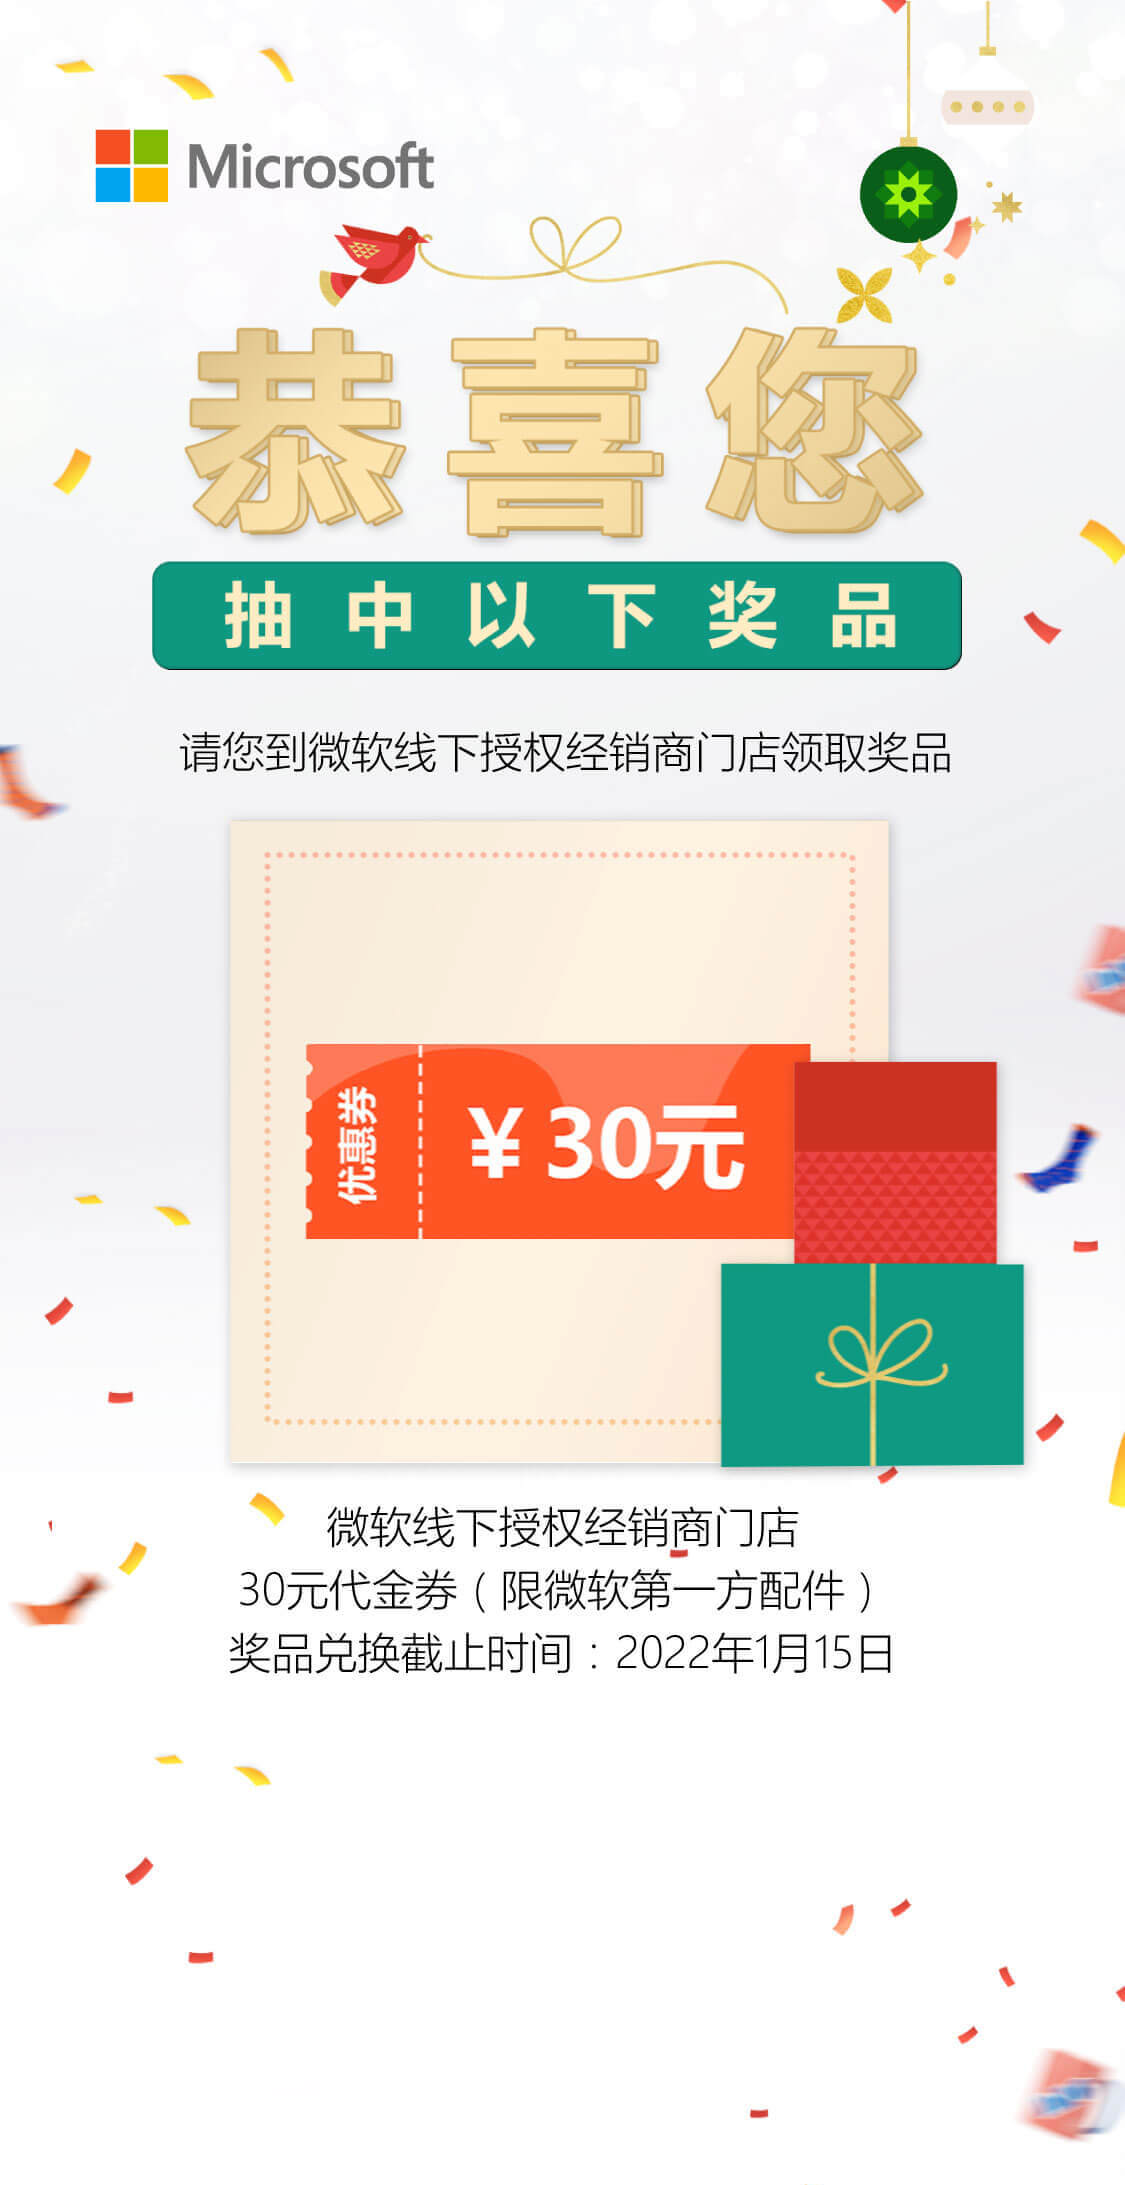 Microsoft
恭喜您
抽中以下奖品
请您到微软线下授权经销商门店领取奖品
优惠券
¥30元
微软线下授权经销商门店
30元代金券（限微软第一方配件）
奖品兑换截止时间：2022年1月15日